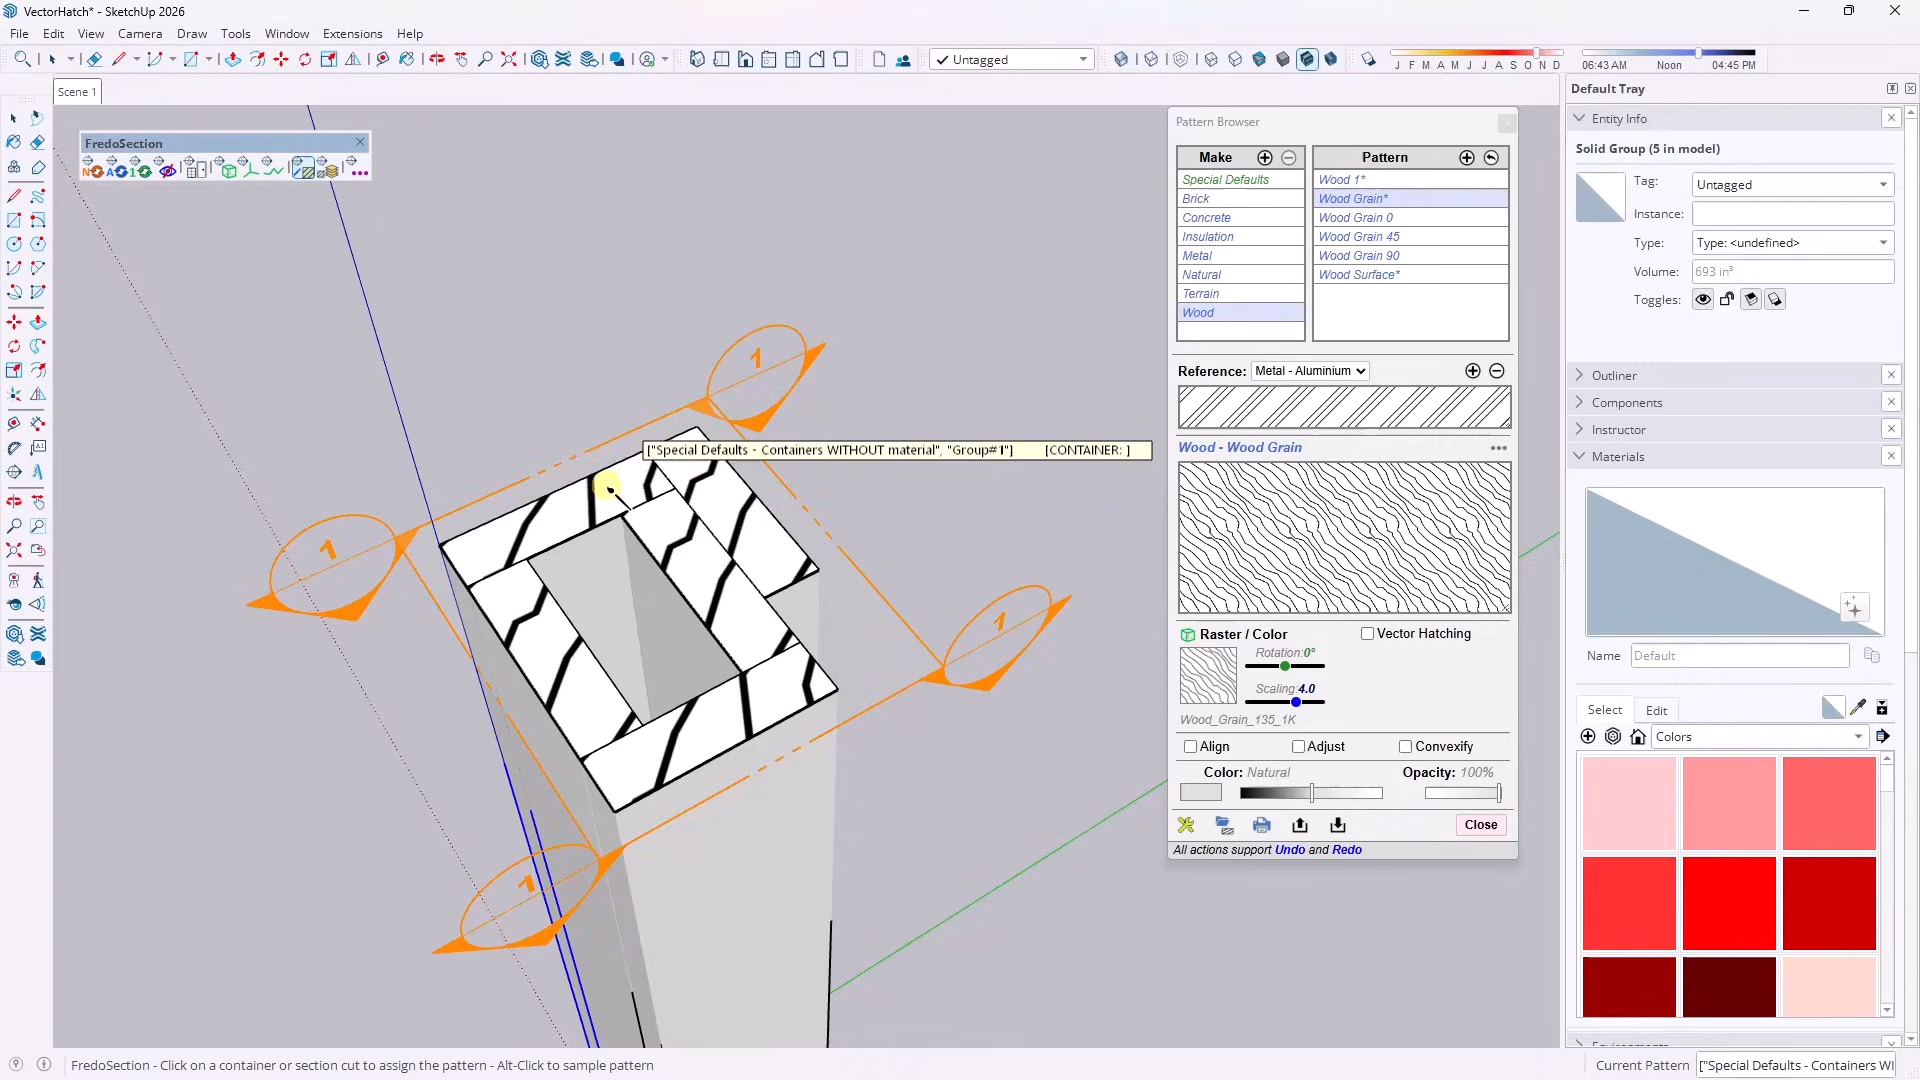 VectorHatch* - SketchUp 2026
File Edit View Camera Draw Tools Window Extensions Help
Untagged
J F M A M J J A S O N D
06:43 AM Noon 04:45 PM
Scene 1
FredoSection
1
1
1
1
["Special Defaults - Containers WITHOUT material", "Group#1"] [CONTAINER: ]
Pattern Browser
Make
Special Defaults
Brick
Concrete
Insulation
Metal
Natural
Terrain
Wood
Pattern
Wood 1*
Wood Grain*
Wood Grain 0
Wood Grain 45
Wood Grain 90
Wood Surface*
Reference: Metal - Aluminium
Wood - Wood Grain
Raster / Color Vector Hatching
Rotation:0°
Scaling:4.0
Wood_Grain_135_1K
Align Adjust Convexify
Color: Natural Opacity: 100%
Close
All actions support Undo and Redo
Default Tray
Entity Info
Solid Group (5 in model)
Tag: Untagged
Instance:
Type: Type: <undefined>
Volume: 693 in³
Toggles:
Outliner
Components
Instructor
Materials
Name Default
Select Edit
Colors
FredoSection - Click on a container or section cut to assign the pattern - Alt-Click to sample pattern
Current Pattern ["Special Defaults - Containers WI